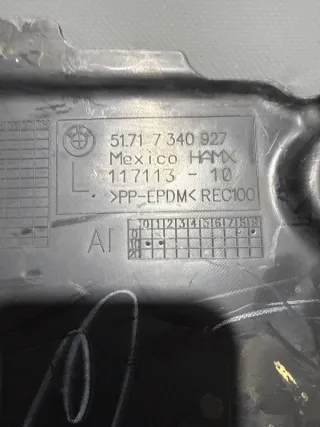 51.71 7 340 927
Mexico HAMX
117113 - 10
L. >PP-EPDM< REC100
AI
0 1 2 3 4 5 6 7 8 9